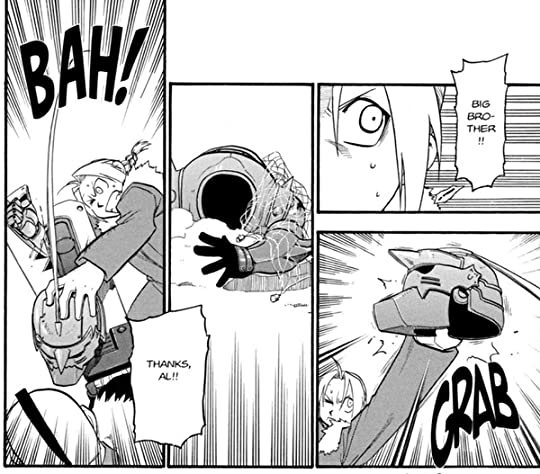 BIG
BRO-
THER
!!
GRAB
THANKS,
AL!!
BAH!